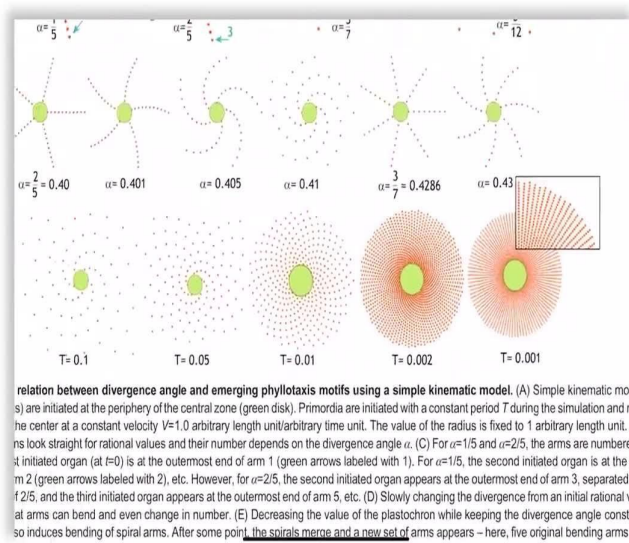 α= 1/5
α= 2/5 3
α= 3/7
α= 12
α= 2/5 = 0.40 α= 0.401 α= 0.405 α= 0.41 α= 3/7 = 0.4286 α= 0.43
T= 0.1 T= 0.05 T= 0.01 T= 0.002 T= 0.001
relation between divergence angle and emerging phyllotaxis motifs using a simple kinematic model. (A) Simple kinematic mo
s) are initiated at the periphery of the central zone (green disk). Primordia are initiated with a constant period T during the simulation and
he center at a constant velocity V=1.0 arbitrary length unit/arbitrary time unit. The value of the radius is fixed to 1 arbitrary length unit.
ns look straight for rational values and their number depends on the divergence angle α. (C) For α=1/5 and α=2/5, the arms are numbere
t initiated organ (at t=0) is at the outermost end of arm 1 (green arrows labeled with 1). For α=1/5, the second initiated organ is at the
m 2 (green arrows labeled with 2), etc. However, for α=2/5, the second initiated organ appears at the outermost end of arm 3, separated
f 2/5, and the third initiated organ appears at the outermost end of arm 5, etc. (D) Slowly changing the divergence from an initial rational
at arms can bend and even change in number. (E) Decreasing the value of the plastochron while keeping the divergence angle const
so induces bending of spiral arms. After some point, the spirals merge and a new set of arms appears – here, five original bending arms